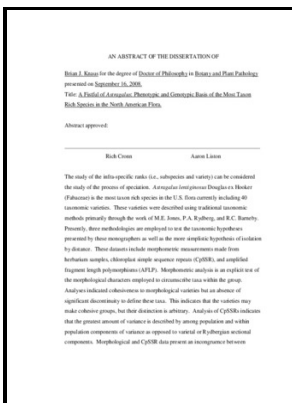 AN ABSTRACT OF THE DISSERTATION OF
Brian J. Knaus for the degree of Doctor of Philosophy in Botany and Plant Pathology
presented on September 16, 2008.
Title: A Fistful of Astragalus: Phenotypic and Genotypic Basis of the Most Taxon
Rich Species in the North American Flora.
Abstract approved:
Rich Cronn Aaron Liston
The study of the infra-specific ranks (i.e., subspecies and variety) can be considered
the study of the process of speciation. Astragalus lentiginosus Douglas ex Hooker
(Fabaceae) is the most taxon rich species in the U.S. flora currently including 40
taxonomic varieties. These varieties were described using traditional taxonomic
methods primarily through the work of M.E. Jones, P.A. Rydberg, and R.C. Barneby.
Presently, three methodologies are employed to test the taxonomic hypotheses
presented by these monographers as well as the more simplistic hypothesis of isolation
by distance. These datasets include morphometric measurements made from
herbarium samples, chloroplast simple sequence repeats (CpSSR), and amplified
fragment length polymorphisms (AFLP). Morphometric analysis is an explicit test of
the morphological characters employed to circumscribe taxa within the group.
Analyses indicated cohesiveness to morphological varieties but an absence of
significant discontinuity to define these taxa. This indicates that the varieties may
make cohesive groups, but their distinction is arbitrary. Analysis of CpSSRs indicates
that the greatest amount of variance is described by among population and within
population components of variance as opposed to varietal or Rydbergian sectional
components. Morphological and CpSSR data present an incongruence between